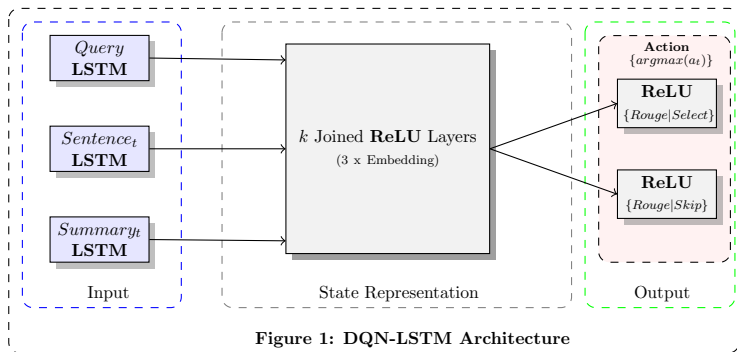 Query
LSTM
Sentence_t
LSTM
Summary_t
LSTM
Input
k Joined ReLU Layers
(3 x Embedding)
State Representation
Action
{argmax(a_t)}
ReLU
{Rouge|Select}
ReLU
{Rouge|Skip}
Output
Figure 1: DQN-LSTM Architecture